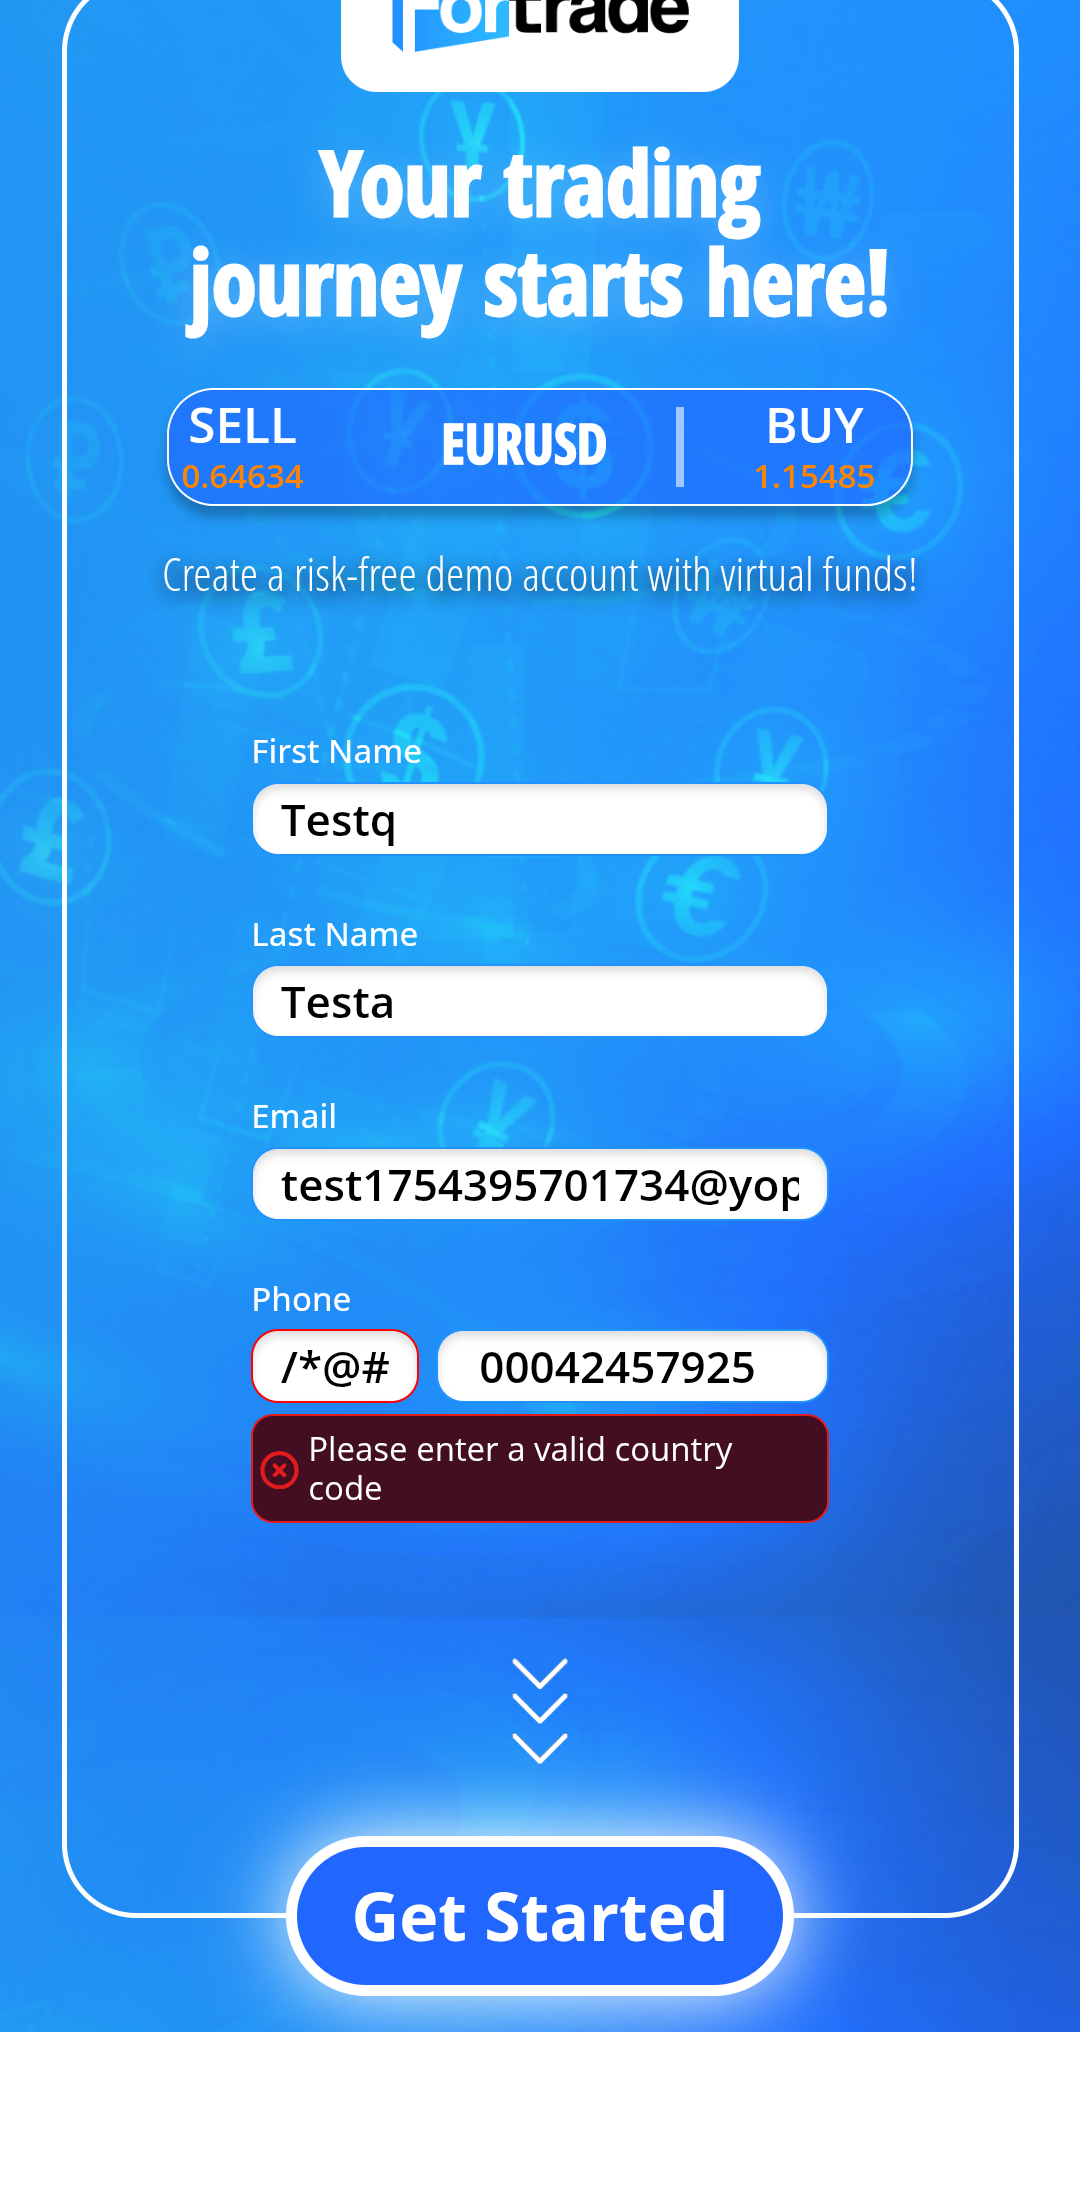 Fortrade
Your trading
journey starts here!
SELL EURUSD BUY
0.64634 1.15485
Create a risk-free demo account with virtual funds!
First Name
Testq
Last Name
Testa
Email
test1754395701734@yop
Phone
/*@# 00042457925
Please enter a valid country
code
Get Started